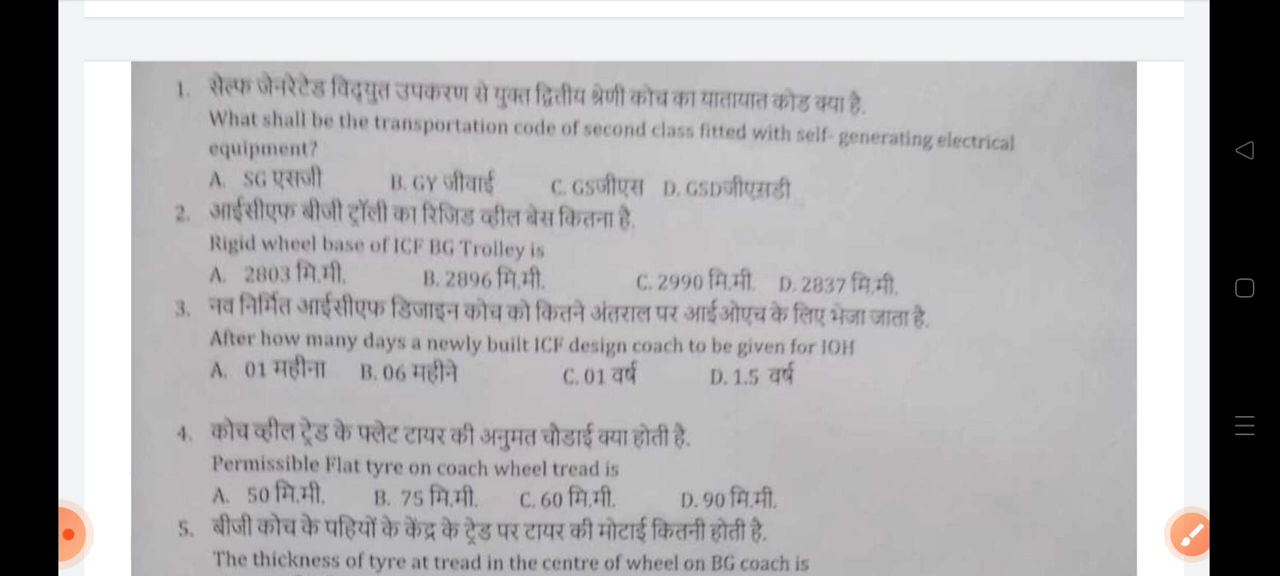 1. सेल्फ जेनरेटेड विद्युत उपकरण से युक्त द्वितीय श्रेणी कोच का यातायात कोड क्या है.
What shall be the transportation code of second class fitted with self- generating electrical
equipment?
A. SG एसजी B. GY जीवाई C. GSजीएस D. GSDजीएसडी
2. आईसीएफ बीजी ट्रॉली का रिजिड व्हील बेस कितना है.
Rigid wheel base of ICF BG Trolley is
A. 2803 मि.मी. B. 2896 मि.मी. C. 2990 मि.मी. D. 2837 मि.मी.
3. नव निर्मित आईसीएफ डिजाइन कोच को कितने अंतराल पर आईओएच के लिए भेजा जाता है.
After how many days a newly built ICF design coach to be given for IOH
A. 01 महीना B. 06 महीने C. 01 वर्ष D. 1.5 वर्ष
4. कोच व्हील ट्रेड के फ्लेट टायर की अनुमत चौडाई क्या होती है.
Permissible Flat tyre on coach wheel tread is
A. 50 मि.मी. B. 75 मि.मी. C. 60 मि.मी. D. 90 मि.मी.
5. बीजी कोच के पहियों के केंद्र के ट्रेड पर टायर की मोटाई कितनी होती है.
The thickness of tyre at tread in the centre of wheel on BG coach is